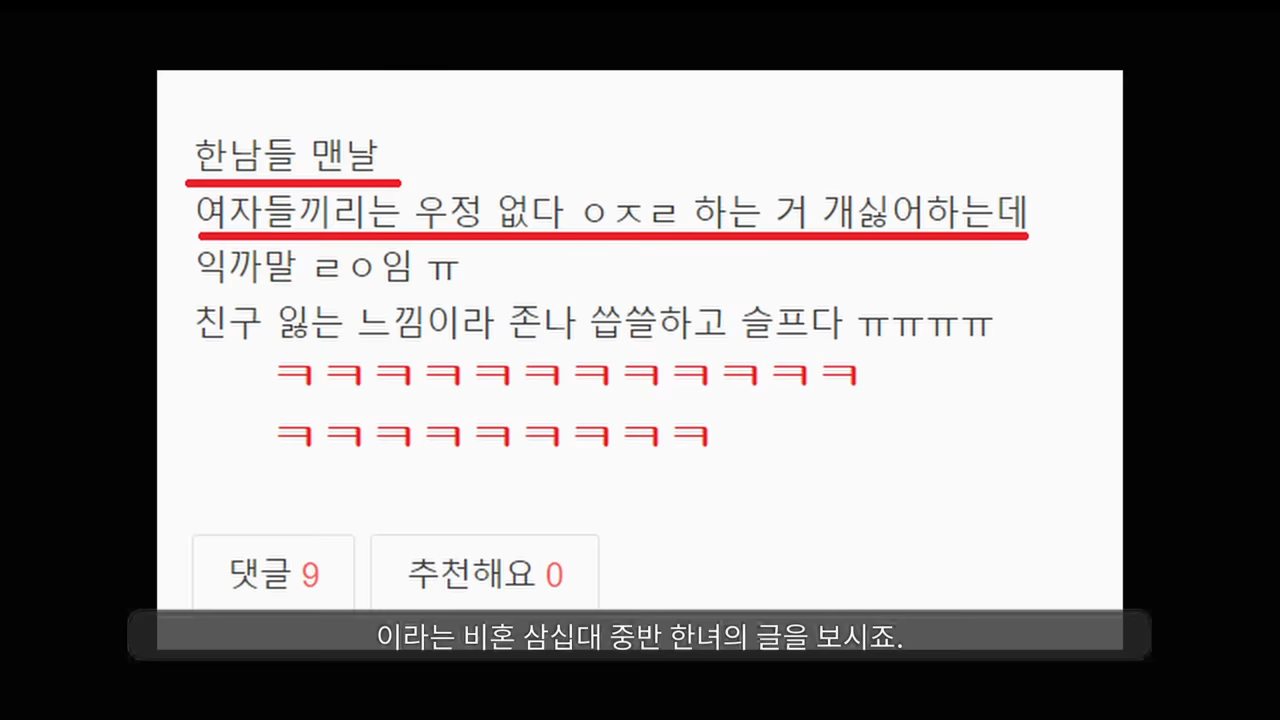 한남들 맨날
여자들끼리는 우정 없다 ㅇㅈㄹ 하는 거 개싫어하는데
익까말 ㄹㅇ임 ㅠ
친구 잃는 느낌이라 존나 씁쓸하고 슬프다 ㅠㅠㅠㅠ
ㅋㅋㅋㅋㅋㅋㅋㅋㅋㅋㅋㅋ
ㅋㅋㅋㅋㅋㅋㅋㅋㅋ
댓글 9 추천해요 0
이라는 비혼 삼십대 중반 한녀의 글을 보시죠.